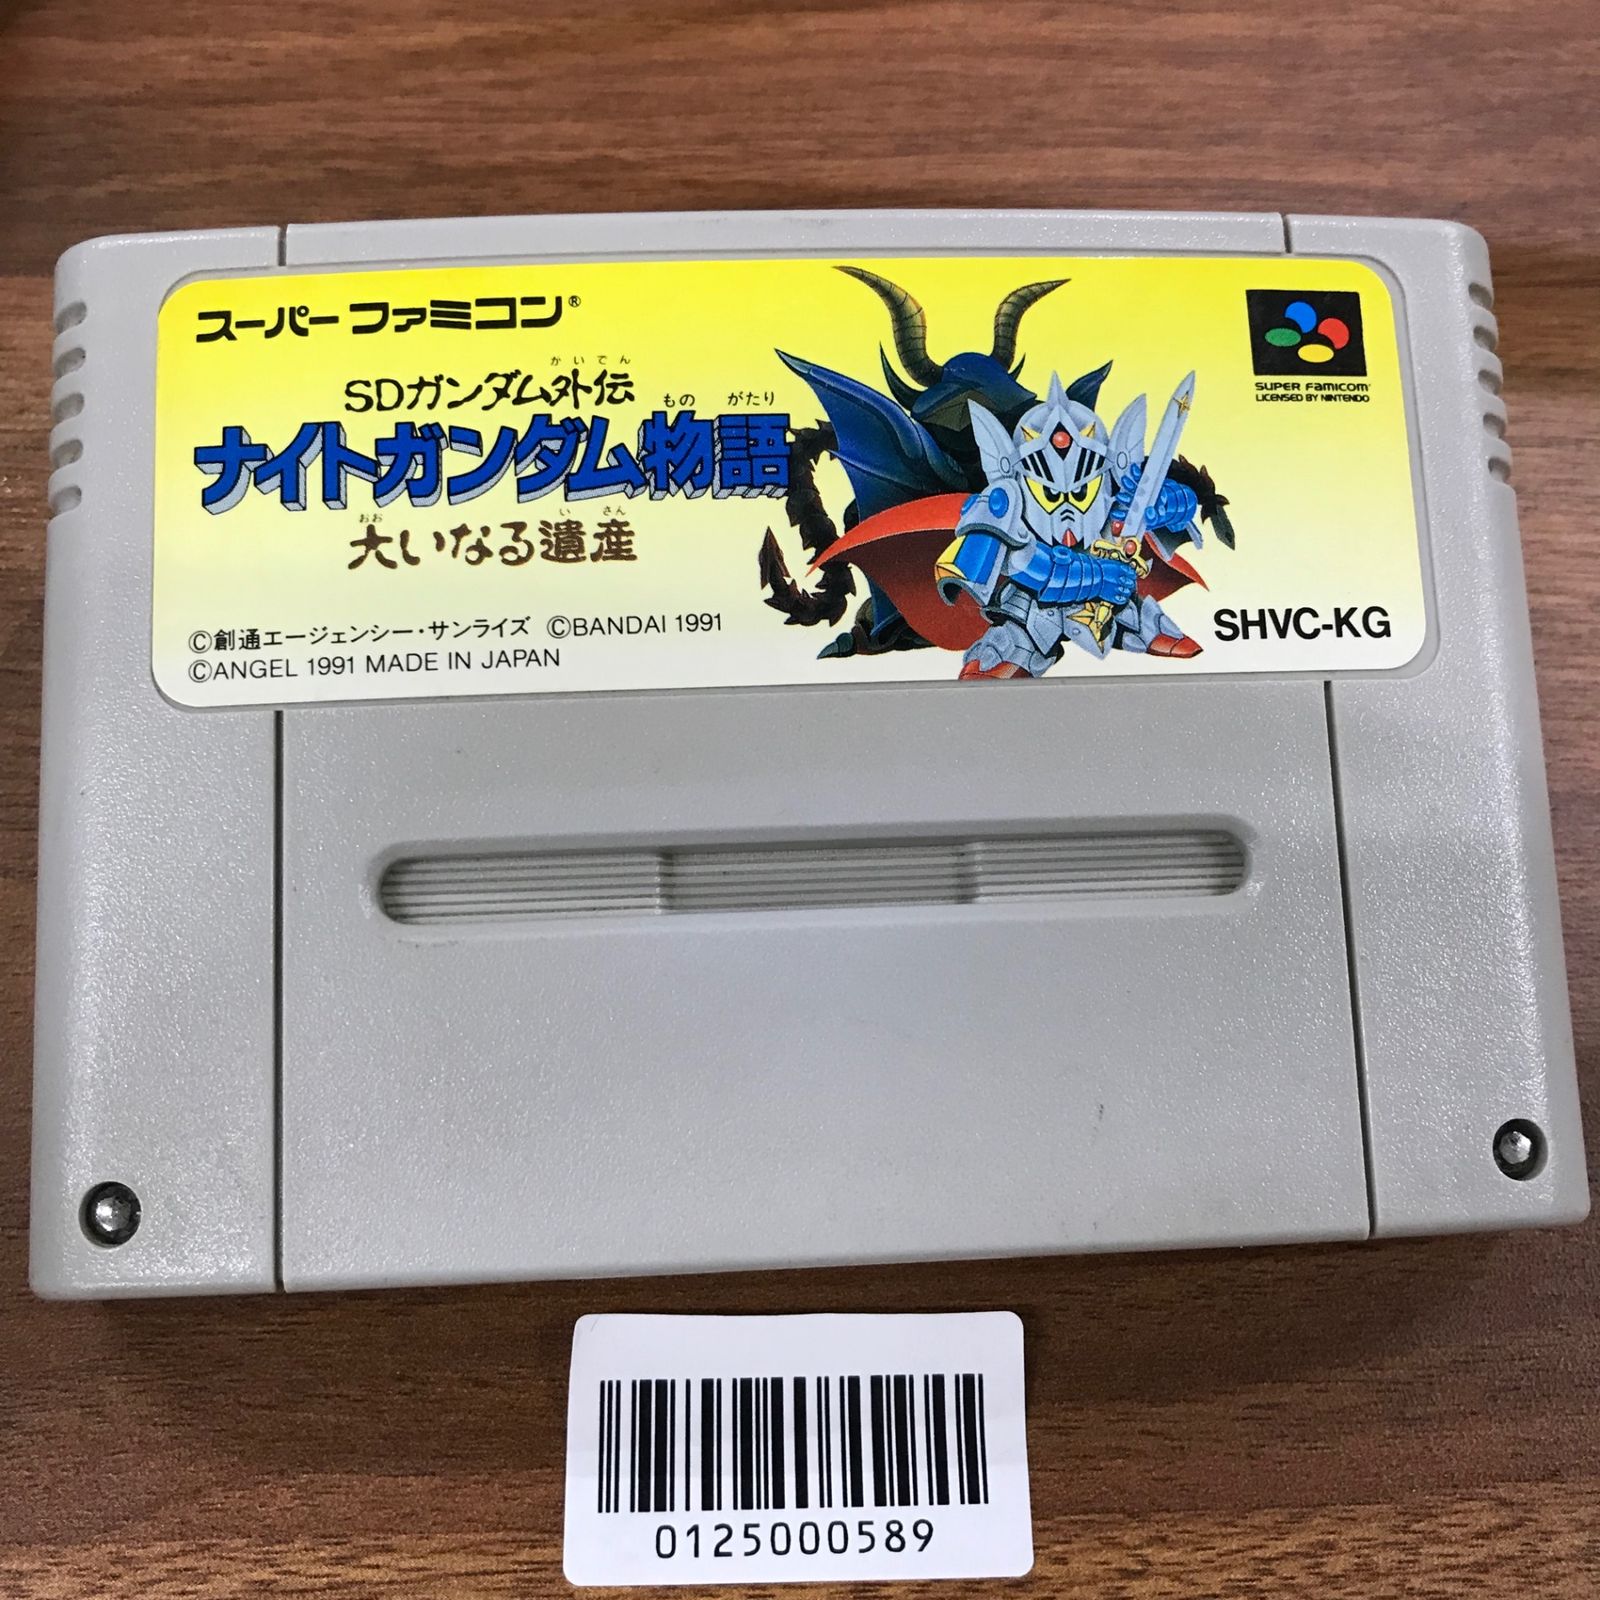 スーパーファミコン®
かいでん
SDガンダム外伝
もの がたり
ナイトガンダム物語
おお い さん
大いなる遺産
©創通エージェンシー・サンライズ ©BANDAI 1991
©ANGEL 1991 MADE IN JAPAN
SUPER FAMICOM
LICENSED BY NINTENDO
SHVC-KG
0125000589